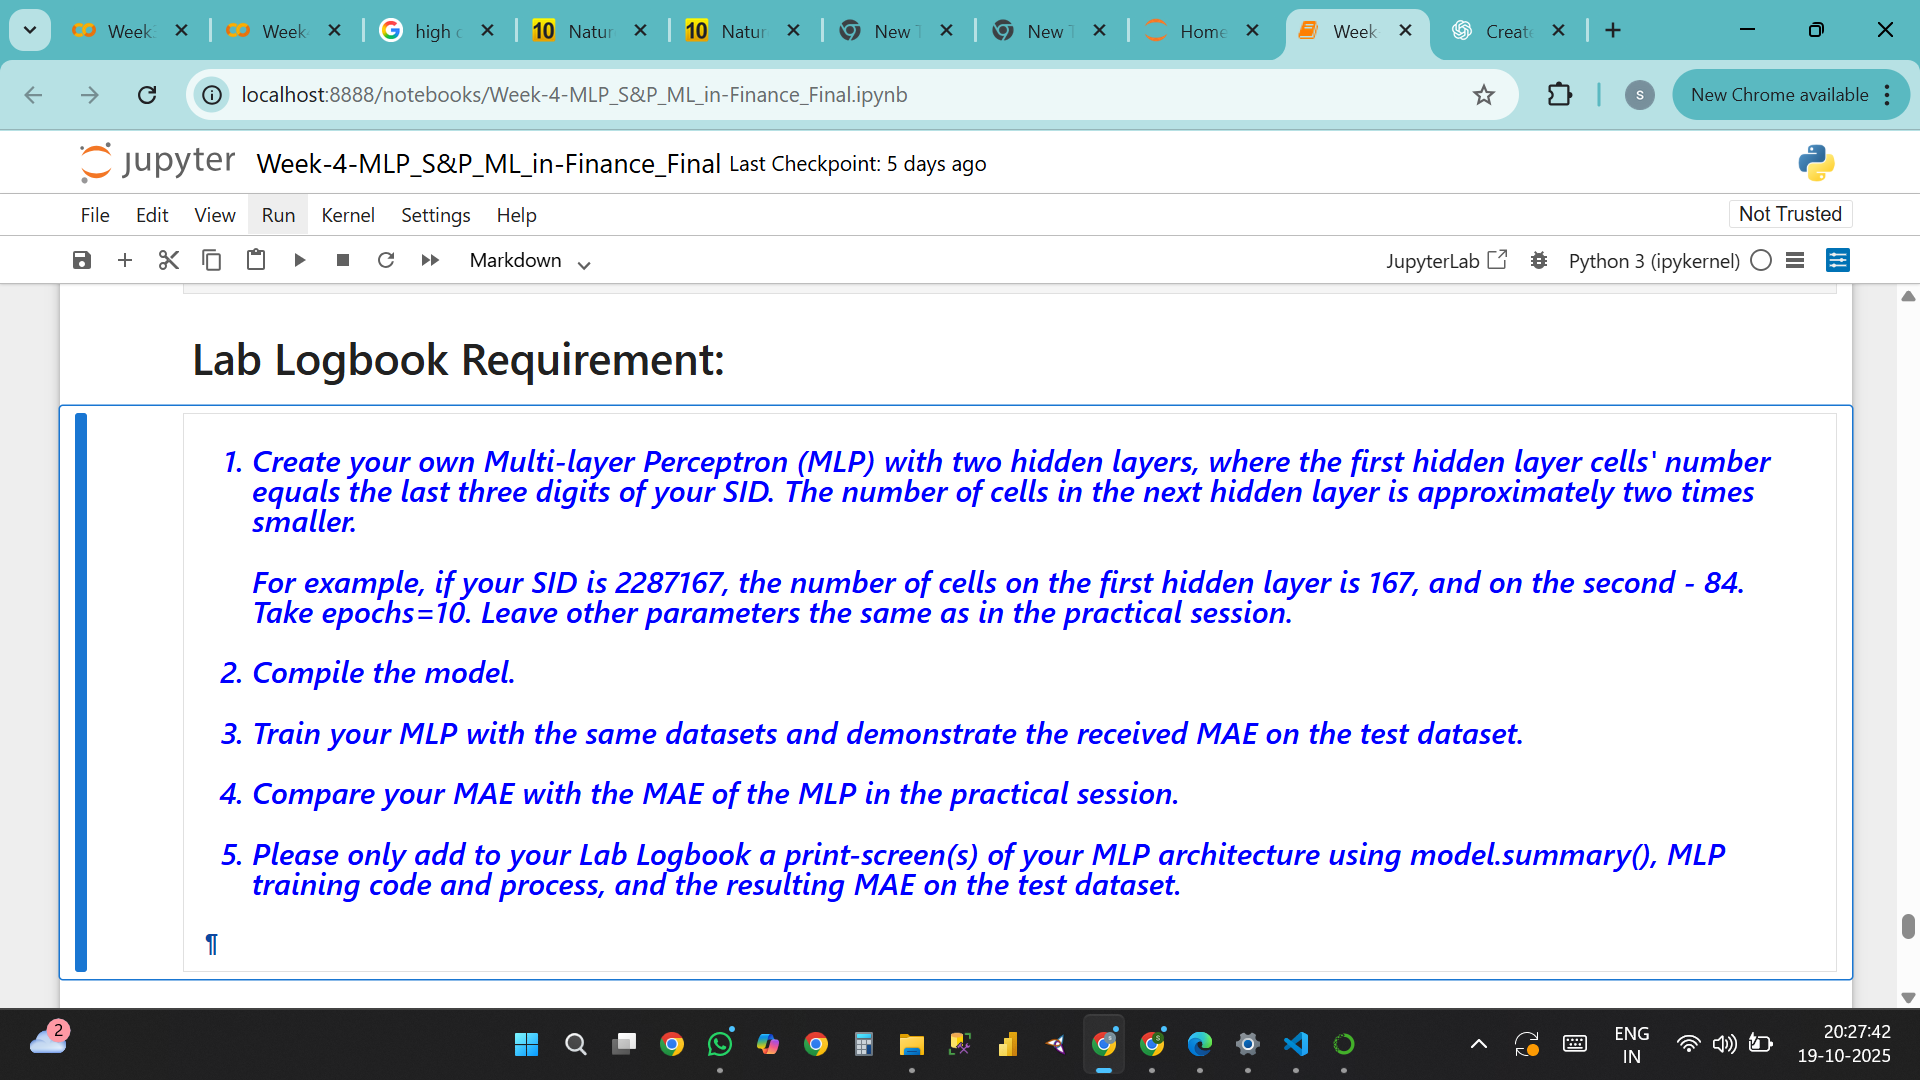 Week
Week
high
10 Natur
10 Natur
New
New
Home
Week
Create
localhost:8888/notebooks/Week-4-MLP_S&P_ML_in-Finance_Final.ipynb
s
New Chrome available
jupyter Week-4-MLP_S&P_ML_in-Finance_Final Last Checkpoint: 5 days ago
File Edit View Run Kernel Settings Help
Not Trusted
Markdown
JupyterLab
Python 3 (ipykernel)
Lab Logbook Requirement:
1. Create your own Multi-layer Perceptron (MLP) with two hidden layers, where the first hidden layer cells' number
equals the last three digits of your SID. The number of cells in the next hidden layer is approximately two times
smaller.
For example, if your SID is 2287167, the number of cells on the first hidden layer is 167, and on the second - 84.
Take epochs=10. Leave other parameters the same as in the practical session.
2. Compile the model.
3. Train your MLP with the same datasets and demonstrate the received MAE on the test dataset.
4. Compare your MAE with the MAE of the MLP in the practical session.
5. Please only add to your Lab Logbook a print-screen(s) of your MLP architecture using model.summary(), MLP
training code and process, and the resulting MAE on the test dataset.
¶
2
ENG
IN
20:27:42
19-10-2025